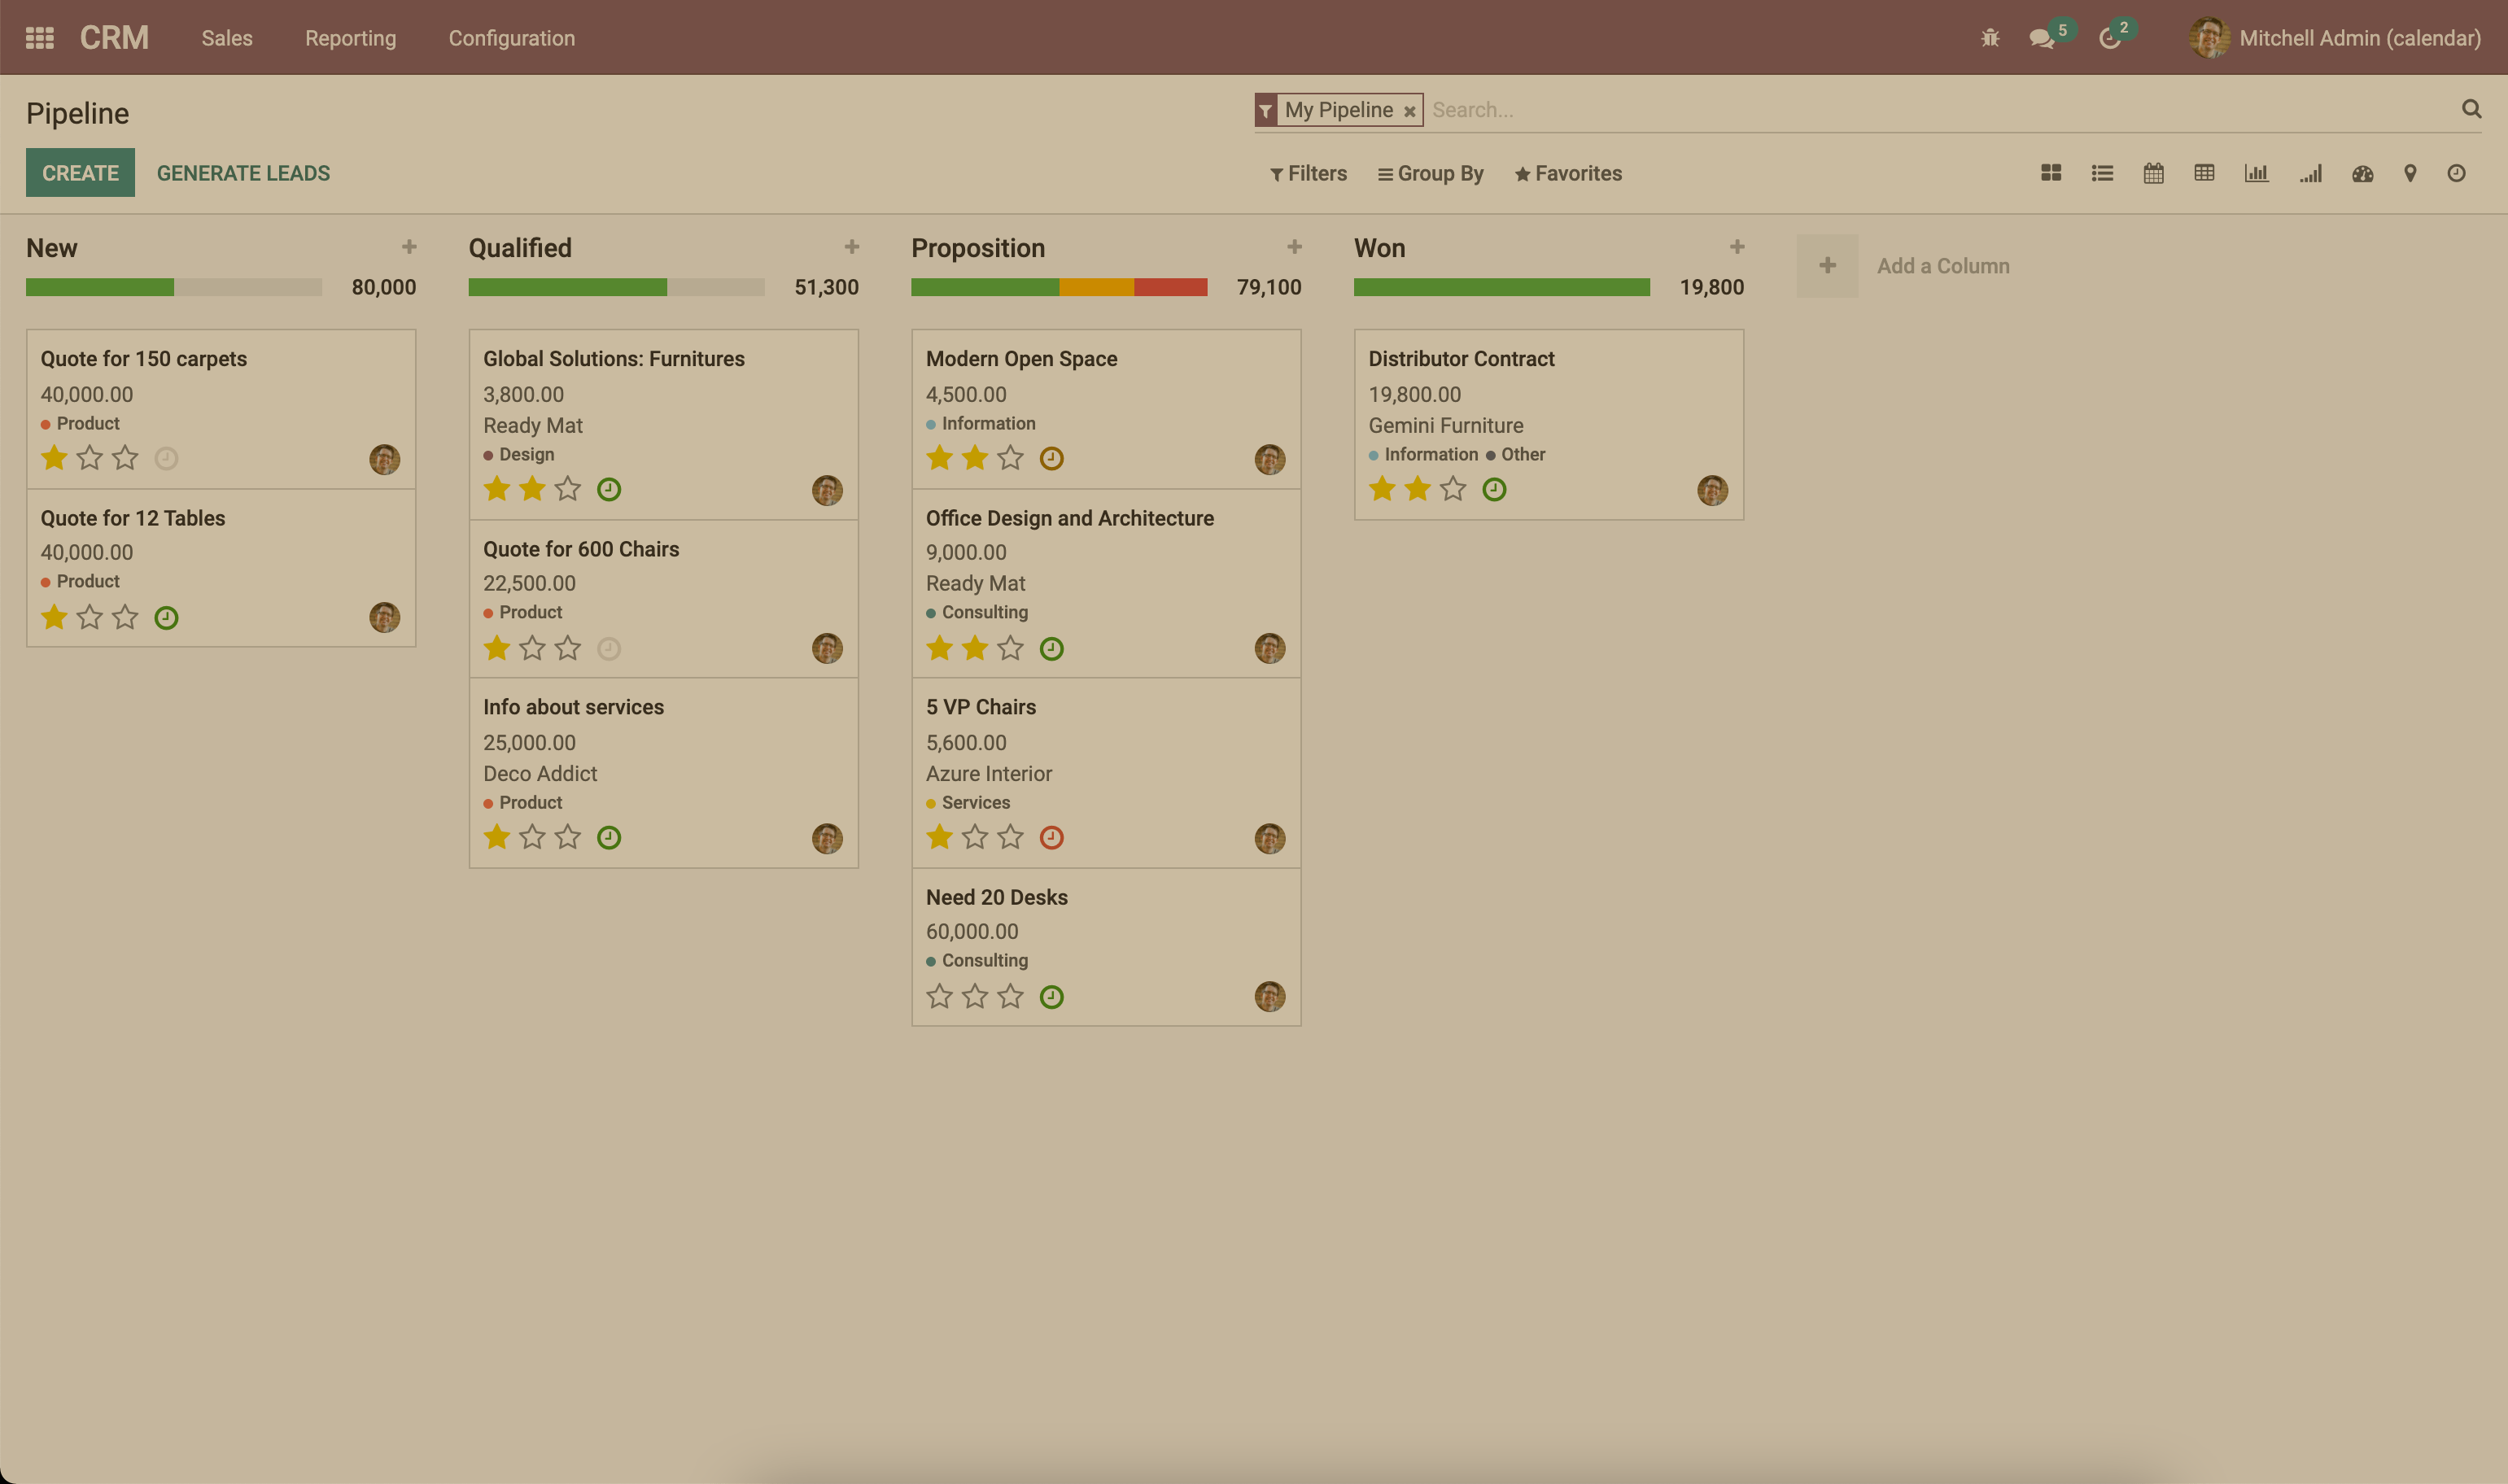 CRM Sales Reporting Configuration 5 2 Mitchell Admin (calendar)
Pipeline
My Pipeline Search...
CREATE GENERATE LEADS Filters Group By Favorites
New
80,000
Quote for 150 carpets
40,000.00
Product
Quote for 12 Tables
40,000.00
Product
Qualified
51,300
Global Solutions: Furnitures
3,800.00
Ready Mat
Design
Quote for 600 Chairs
22,500.00
Product
Info about services
25,000.00
Deco Addict
Product
Proposition
79,100
Modern Open Space
4,500.00
Information
Office Design and Architecture
9,000.00
Ready Mat
Consulting
5 VP Chairs
5,600.00
Azure Interior
Services
Need 20 Desks
60,000.00
Consulting
Won
19,800
Distributor Contract
19,800.00
Gemini Furniture
Information Other
Add a Column